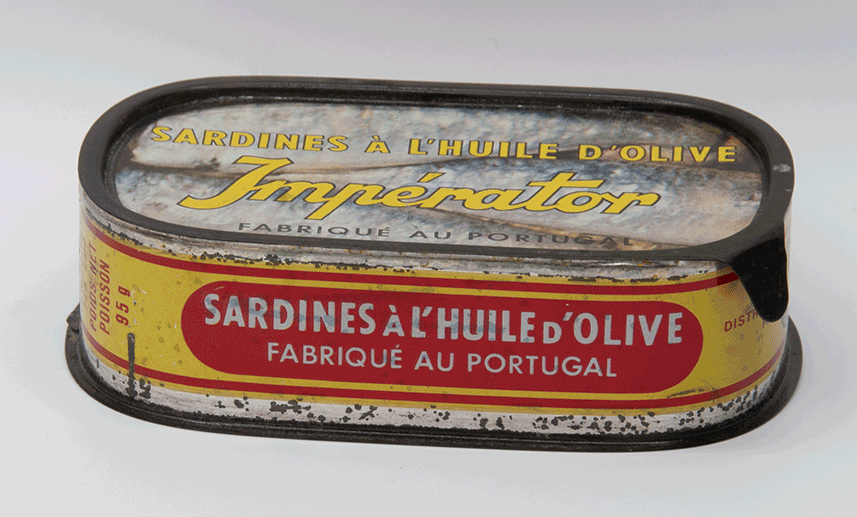 SARDINES À L'HUILE D'OLIVE
Impérator
FABRIQUÉ AU PORTUGAL
SARDINES À L'HUILE D'OLIVE
FABRIQUÉ AU PORTUGAL
POIDS NET
POISSON
95 g
DISTR